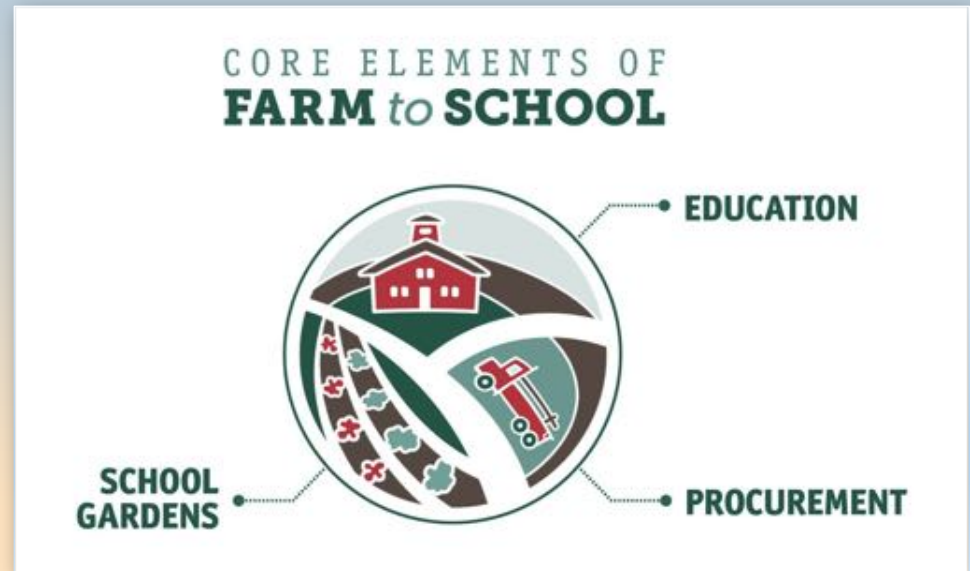 CORE ELEMENTS OF
FARM to SCHOOL
EDUCATION
SCHOOL
GARDENS
PROCUREMENT